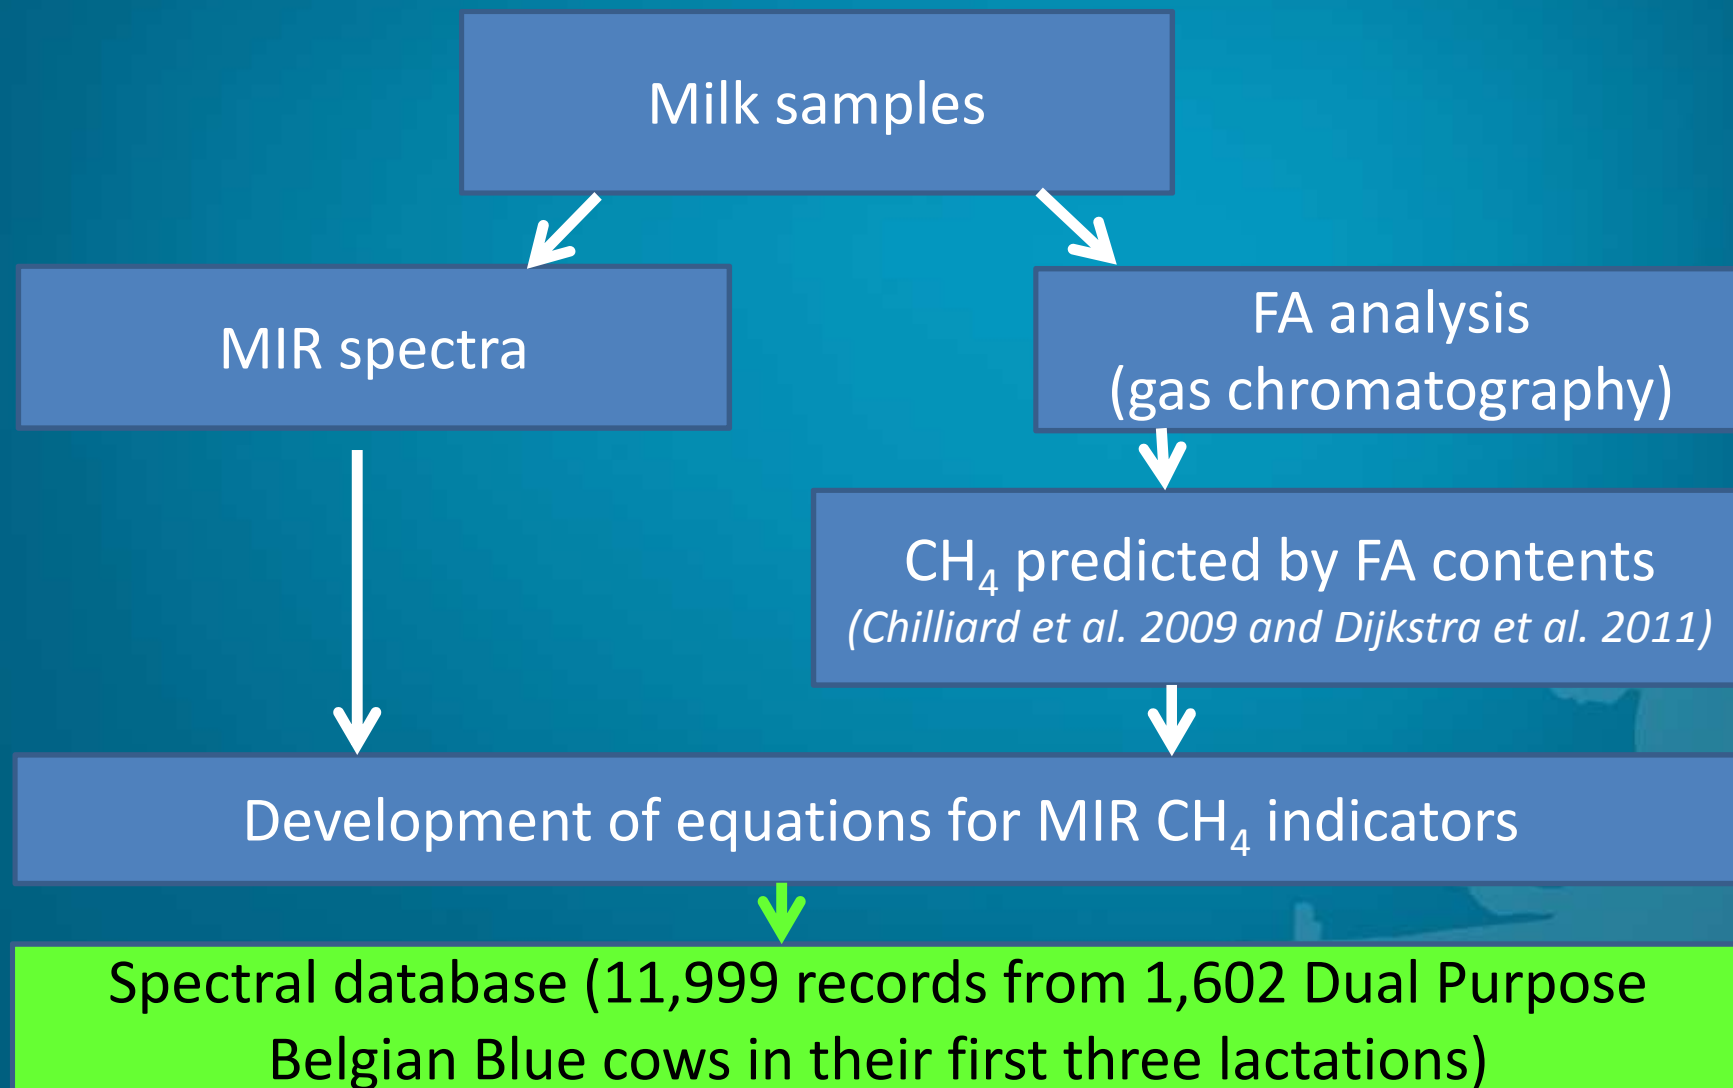 Milk samples
MIR spectra
FA analysis
(gas chromatography)
CH₄ predicted by FA contents
(Chilliard et al. 2009 and Dijkstra et al. 2011)
Development of equations for MIR CH₄ indicators
Spectral database (11,999 records from 1,602 Dual Purpose
Belgian Blue cows in their first three lactations)